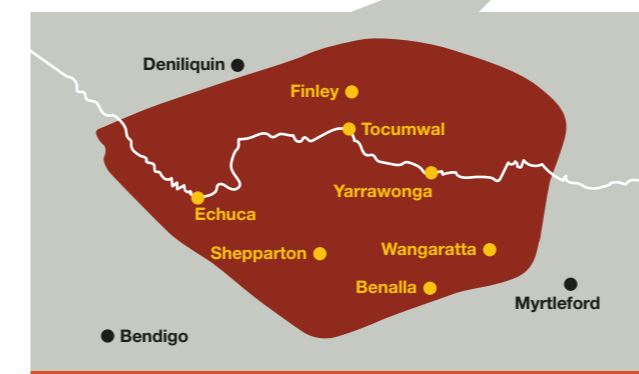 Deniliquin
Finley
Tocumwal
Yarrawonga
Echuca
Shepparton
Wangaratta
Benalla
Myrtleford
Bendigo